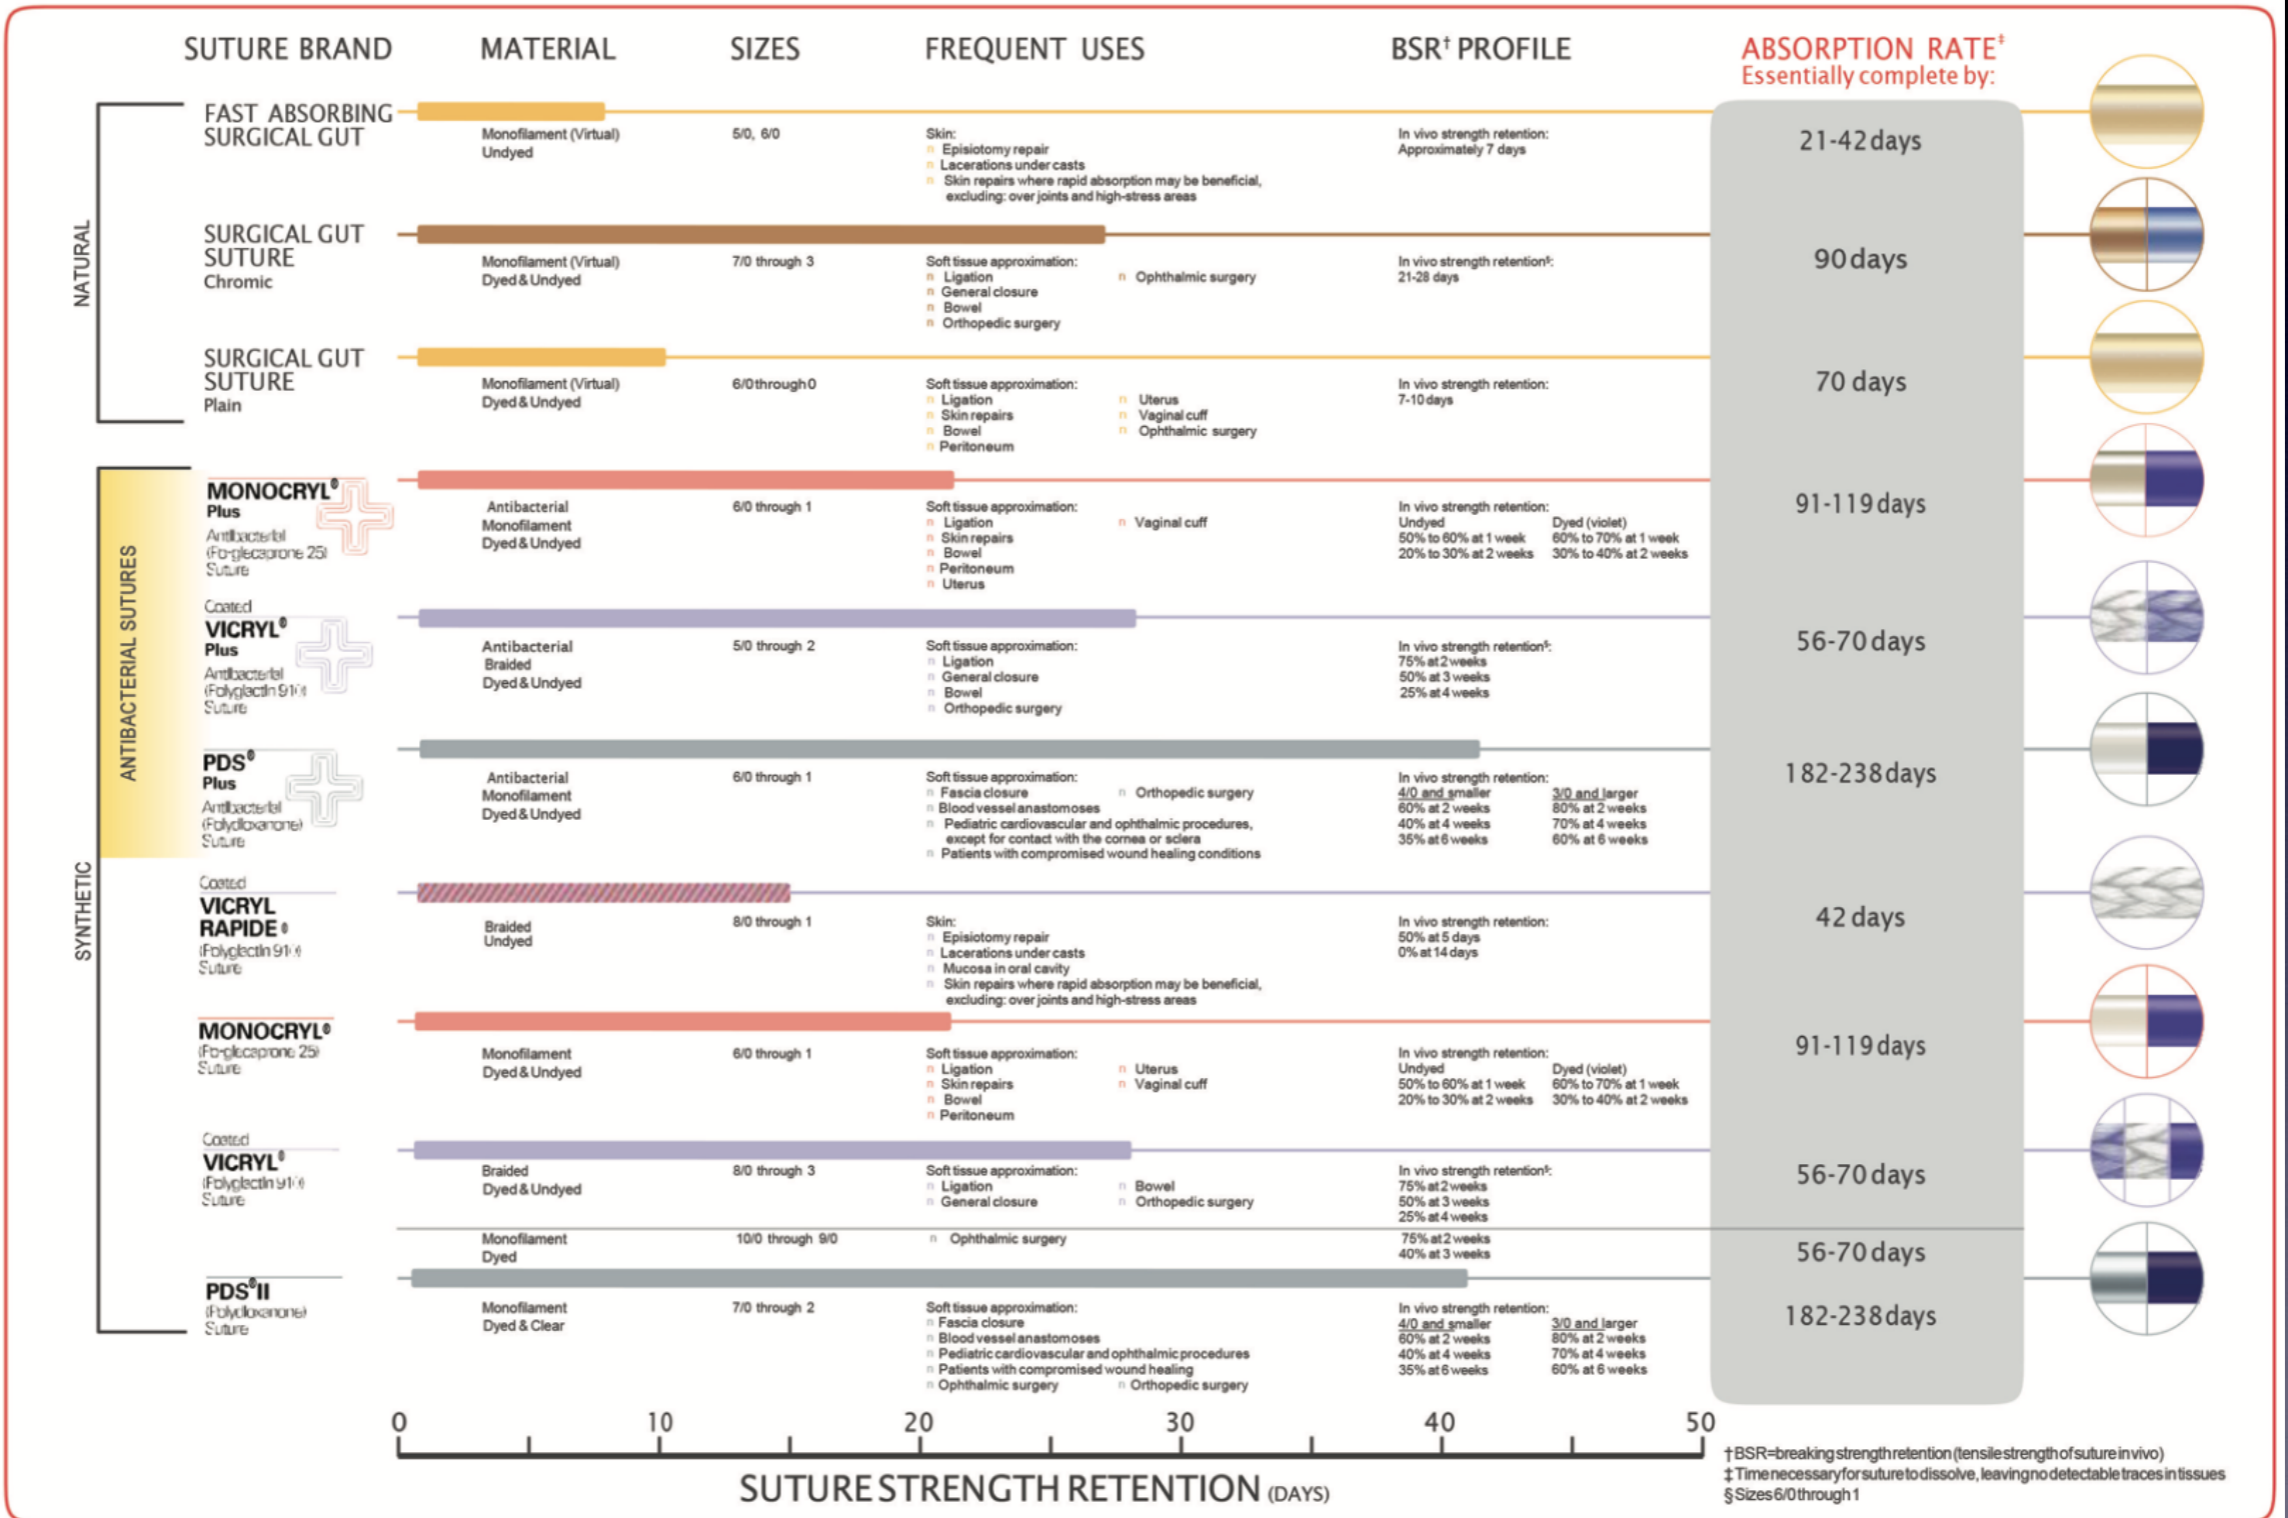 SUTURE BRAND MATERIAL SIZES FREQUENT USES BSR† PROFILE ABSORPTION RATE‡
Essentially complete by:
NATURAL
FAST ABSORBING
SURGICAL GUT
Monofilament (Virtual)
Undyed
5/0, 6/0
Skin:
n Episiotomy repair
n Lacerations under casts
n Skin repairs where rapid absorption may be beneficial,
excluding: over joints and high-stress areas
In vivo strength retention:
Approximately 7 days
21-42 days
SURGICAL GUT
SUTURE
Chromic
Monofilament (Virtual)
Dyed & Undyed
7/0 through 3
Soft tissue approximation:
n Ligation n Ophthalmic surgery
n General closure
n Bowel
n Orthopedic surgery
In vivo strength retention§:
21-28 days
90 days
SURGICAL GUT
SUTURE
Plain
Monofilament (Virtual)
Dyed & Undyed
6/0 through 0
Soft tissue approximation:
n Ligation n Uterus
n Skin repairs n Vaginal cuff
n Bowel n Ophthalmic surgery
n Peritoneum
In vivo strength retention:
7-10 days
70 days
SYNTHETIC
ANTIBACTERIAL SUTURES
MONOCRYL®
Plus
Antibacterial
(Po-glecaprone 25)
Suture
Antibacterial
Monofilament
Dyed & Undyed
6/0 through 1
Soft tissue approximation:
n Ligation n Vaginal cuff
n Skin repairs
n Bowel
n Peritoneum
n Uterus
In vivo strength retention:
Undyed Dyed (violet)
50% to 60% at 1 week 60% to 70% at 1 week
20% to 30% at 2 weeks 30% to 40% at 2 weeks
91-119 days
Coated
VICRYL®
Plus
Antibacterial
(Polyglactin 910)
Suture
Antibacterial
Braided
Dyed & Undyed
5/0 through 2
Soft tissue approximation:
n Ligation
n General closure
n Bowel
n Orthopedic surgery
In vivo strength retention§:
75% at 2 weeks
50% at 3 weeks
25% at 4 weeks
56-70 days
PDS®
Plus
Antibacterial
(Polydioxanone)
Suture
Antibacterial
Monofilament
Dyed & Undyed
6/0 through 1
Soft tissue approximation:
n Fascia closure n Orthopedic surgery
n Blood vessel anastomoses
n Pediatric cardiovascular and ophthalmic procedures,
except for contact with the cornea or sclera
n Patients with compromised wound healing conditions
In vivo strength retention:
4/0 and smaller 3/0 and larger
60% at 2 weeks 80% at 2 weeks
40% at 4 weeks 70% at 4 weeks
35% at 6 weeks 60% at 6 weeks
182-238 days
Coated
VICRYL
RAPIDE®
(Polyglactin 910)
Suture
Braided
Undyed
8/0 through 1
Skin:
n Episiotomy repair
n Lacerations under casts
n Mucosa in oral cavity
n Skin repairs where rapid absorption may be beneficial,
excluding: over joints and high-stress areas
In vivo strength retention:
50% at 5 days
0% at 14 days
42 days
MONOCRYL®
(Po-glecaprone 25)
Suture
Monofilament
Dyed & Undyed
6/0 through 1
Soft tissue approximation:
n Ligation n Uterus
n Skin repairs n Vaginal cuff
n Bowel
n Peritoneum
In vivo strength retention:
Undyed Dyed (violet)
50% to 60% at 1 week 60% to 70% at 1 week
20% to 30% at 2 weeks 30% to 40% at 2 weeks
91-119 days
Coated
VICRYL®
(Polyglactin 910)
Suture
Braided
Dyed & Undyed
8/0 through 3
Soft tissue approximation:
n Ligation n Bowel
n General closure n Orthopedic surgery
In vivo strength retention§:
75% at 2 weeks
50% at 3 weeks
25% at 4 weeks
56-70 days
Monofilament
Dyed
10/0 through 9/0
n Ophthalmic surgery
75% at 2 weeks
40% at 3 weeks
56-70 days
PDS®II
(Polydioxanone)
Suture
Monofilament
Dyed & Clear
7/0 through 2
Soft tissue approximation:
n Fascia closure
n Blood vessel anastomoses
n Pediatric cardiovascular and ophthalmic procedures
n Patients with compromised wound healing
n Ophthalmic surgery n Orthopedic surgery
In vivo strength retention:
4/0 and smaller 3/0 and larger
60% at 2 weeks 80% at 2 weeks
40% at 4 weeks 70% at 4 weeks
35% at 6 weeks 60% at 6 weeks
182-238 days
0 10 20 30 40 50
SUTURE STRENGTH RETENTION (DAYS)
†BSR=breaking strength retention (tensile strength of suture in vivo)
‡Time necessary for suture to dissolve, leaving no detectable traces in tissues
§Sizes 6/0 through 1